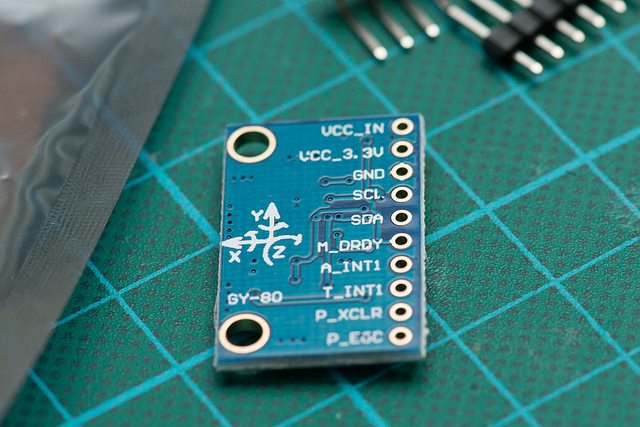 VCC_IN
VCC_3.3V
GND
SCL
SDA
M_DRDY
A_INT1
T_INT1
P_XCLR
P_EOC
Y
X
Z
GY-80